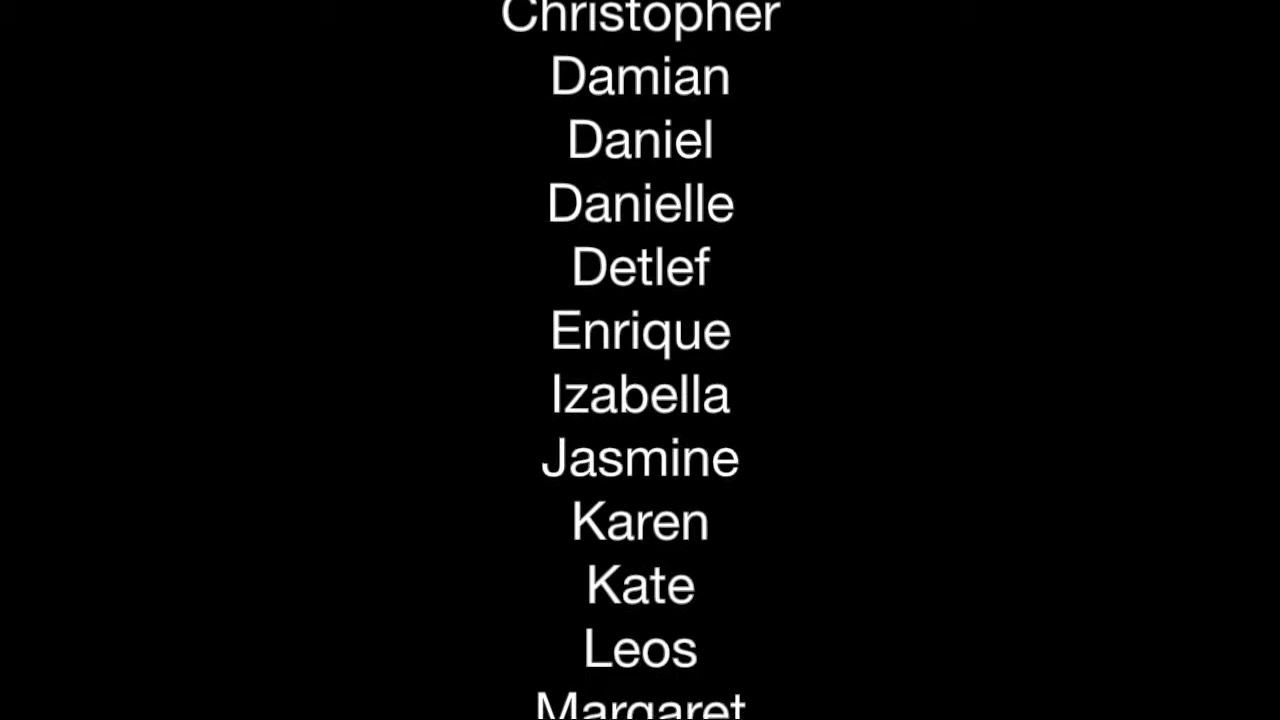 Christopher
Damian
Daniel
Danielle
Detlef
Enrique
Izabella
Jasmine
Karen
Kate
Leos
Margaret